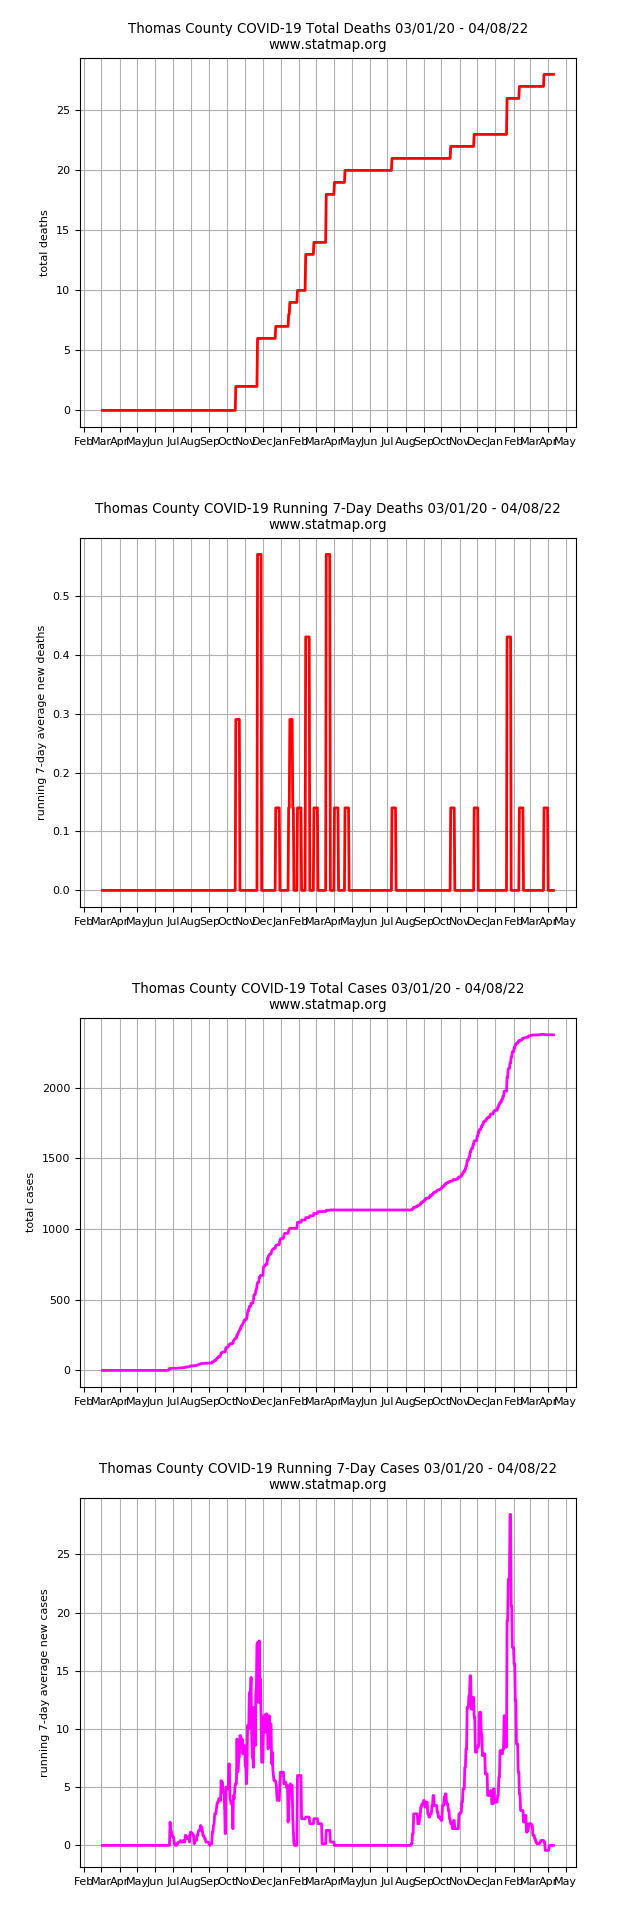 Thomas County COVID-19 Total Deaths 03/01/20 - 04/08/22
www.statmap.org
25
20
15
10
5
0
total deaths
Feb Mar Apr May Jun Jul Aug Sep Oct Nov Dec Jan Feb Mar Apr May Jun Jul Aug Sep Oct Nov Dec Jan Feb Mar Apr May
Thomas County COVID-19 Running 7-Day Deaths 03/01/20 - 04/08/22
www.statmap.org
0.5
0.4
0.3
0.2
0.1
0.0
running 7-day average new deaths
Feb Mar Apr May Jun Jul Aug Sep Oct Nov Dec Jan Feb Mar Apr May Jun Jul Aug Sep Oct Nov Dec Jan Feb Mar Apr May
Thomas County COVID-19 Total Cases 03/01/20 - 04/08/22
www.statmap.org
2000
1500
1000
500
0
total cases
Feb Mar Apr May Jun Jul Aug Sep Oct Nov Dec Jan Feb Mar Apr May Jun Jul Aug Sep Oct Nov Dec Jan Feb Mar Apr May
Thomas County COVID-19 Running 7-Day Cases 03/01/20 - 04/08/22
www.statmap.org
25
20
15
10
5
0
running 7-day average new cases
Feb Mar Apr May Jun Jul Aug Sep Oct Nov Dec Jan Feb Mar Apr May Jun Jul Aug Sep Oct Nov Dec Jan Feb Mar Apr May